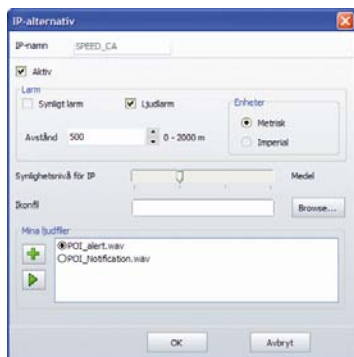 IP-alternativ
IP-namn SPEED_CA
Aktiv
Larm
Synligt larm Ljudlarm
Enheter
Metrisk
Avstånd 500 0 - 2000 m
Imperial
Synlighetsnivå för IP Medel
Ikonfil Browse...
Mina ljudfiler
POI_alert.wav
POI_Notification.wav
OK Avbryt